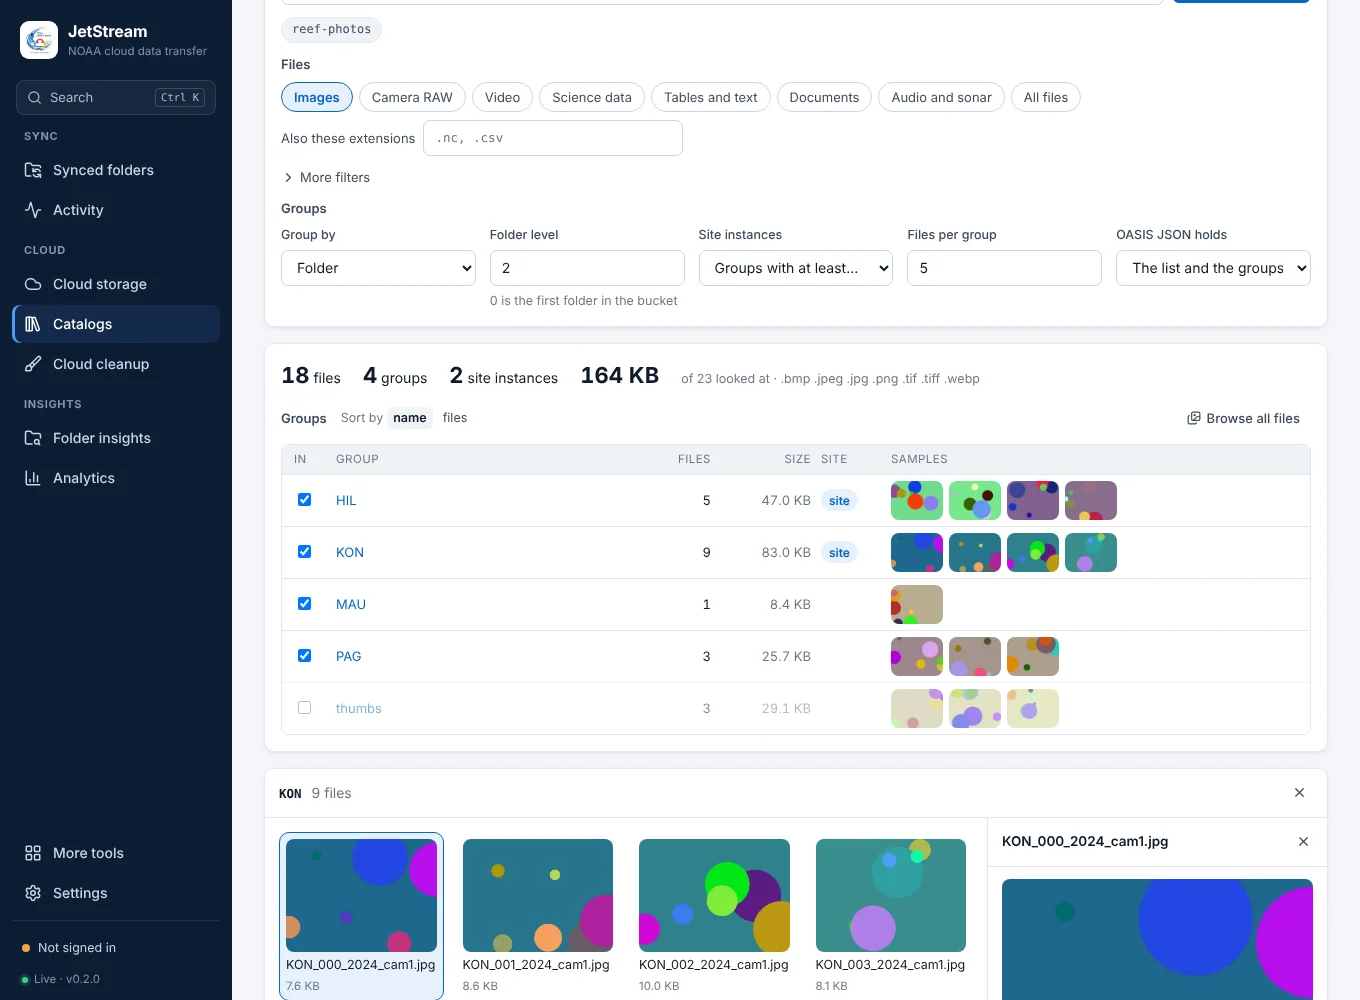 JetStream
NOAA cloud data transfer
Search Ctrl K
SYNC
Synced folders
Activity
CLOUD
Cloud storage
Catalogs
Cloud cleanup
INSIGHTS
Folder insights
Analytics
More tools
Settings
Not signed in
Live · v0.2.0
reef-photos
Files
Images Camera RAW Video Science data Tables and text Documents Audio and sonar All files
Also these extensions .nc, .csv
More filters
Groups
Group by Folder level Site instances Files per group OASIS JSON holds
Folder 2 Groups with at least... 5 The list and the groups
0 is the first folder in the bucket
18 files 4 groups 2 site instances 164 KB of 23 looked at · .bmp .jpeg .jpg .png .tif .tiff .webp
Groups Sort by name files Browse all files
IN GROUP FILES SIZE SITE SAMPLES
HIL 5 47.0 KB site
KON 9 83.0 KB site
MAU 1 8.4 KB
PAG 3 25.7 KB
thumbs 3 29.1 KB
KON 9 files
KON_000_2024_cam1.jpg
KON_000_2024_cam1.jpg KON_001_2024_cam1.jpg KON_002_2024_cam1.jpg KON_003_2024_cam1.jpg
7.6 KB 8.6 KB 10.0 KB 8.1 KB